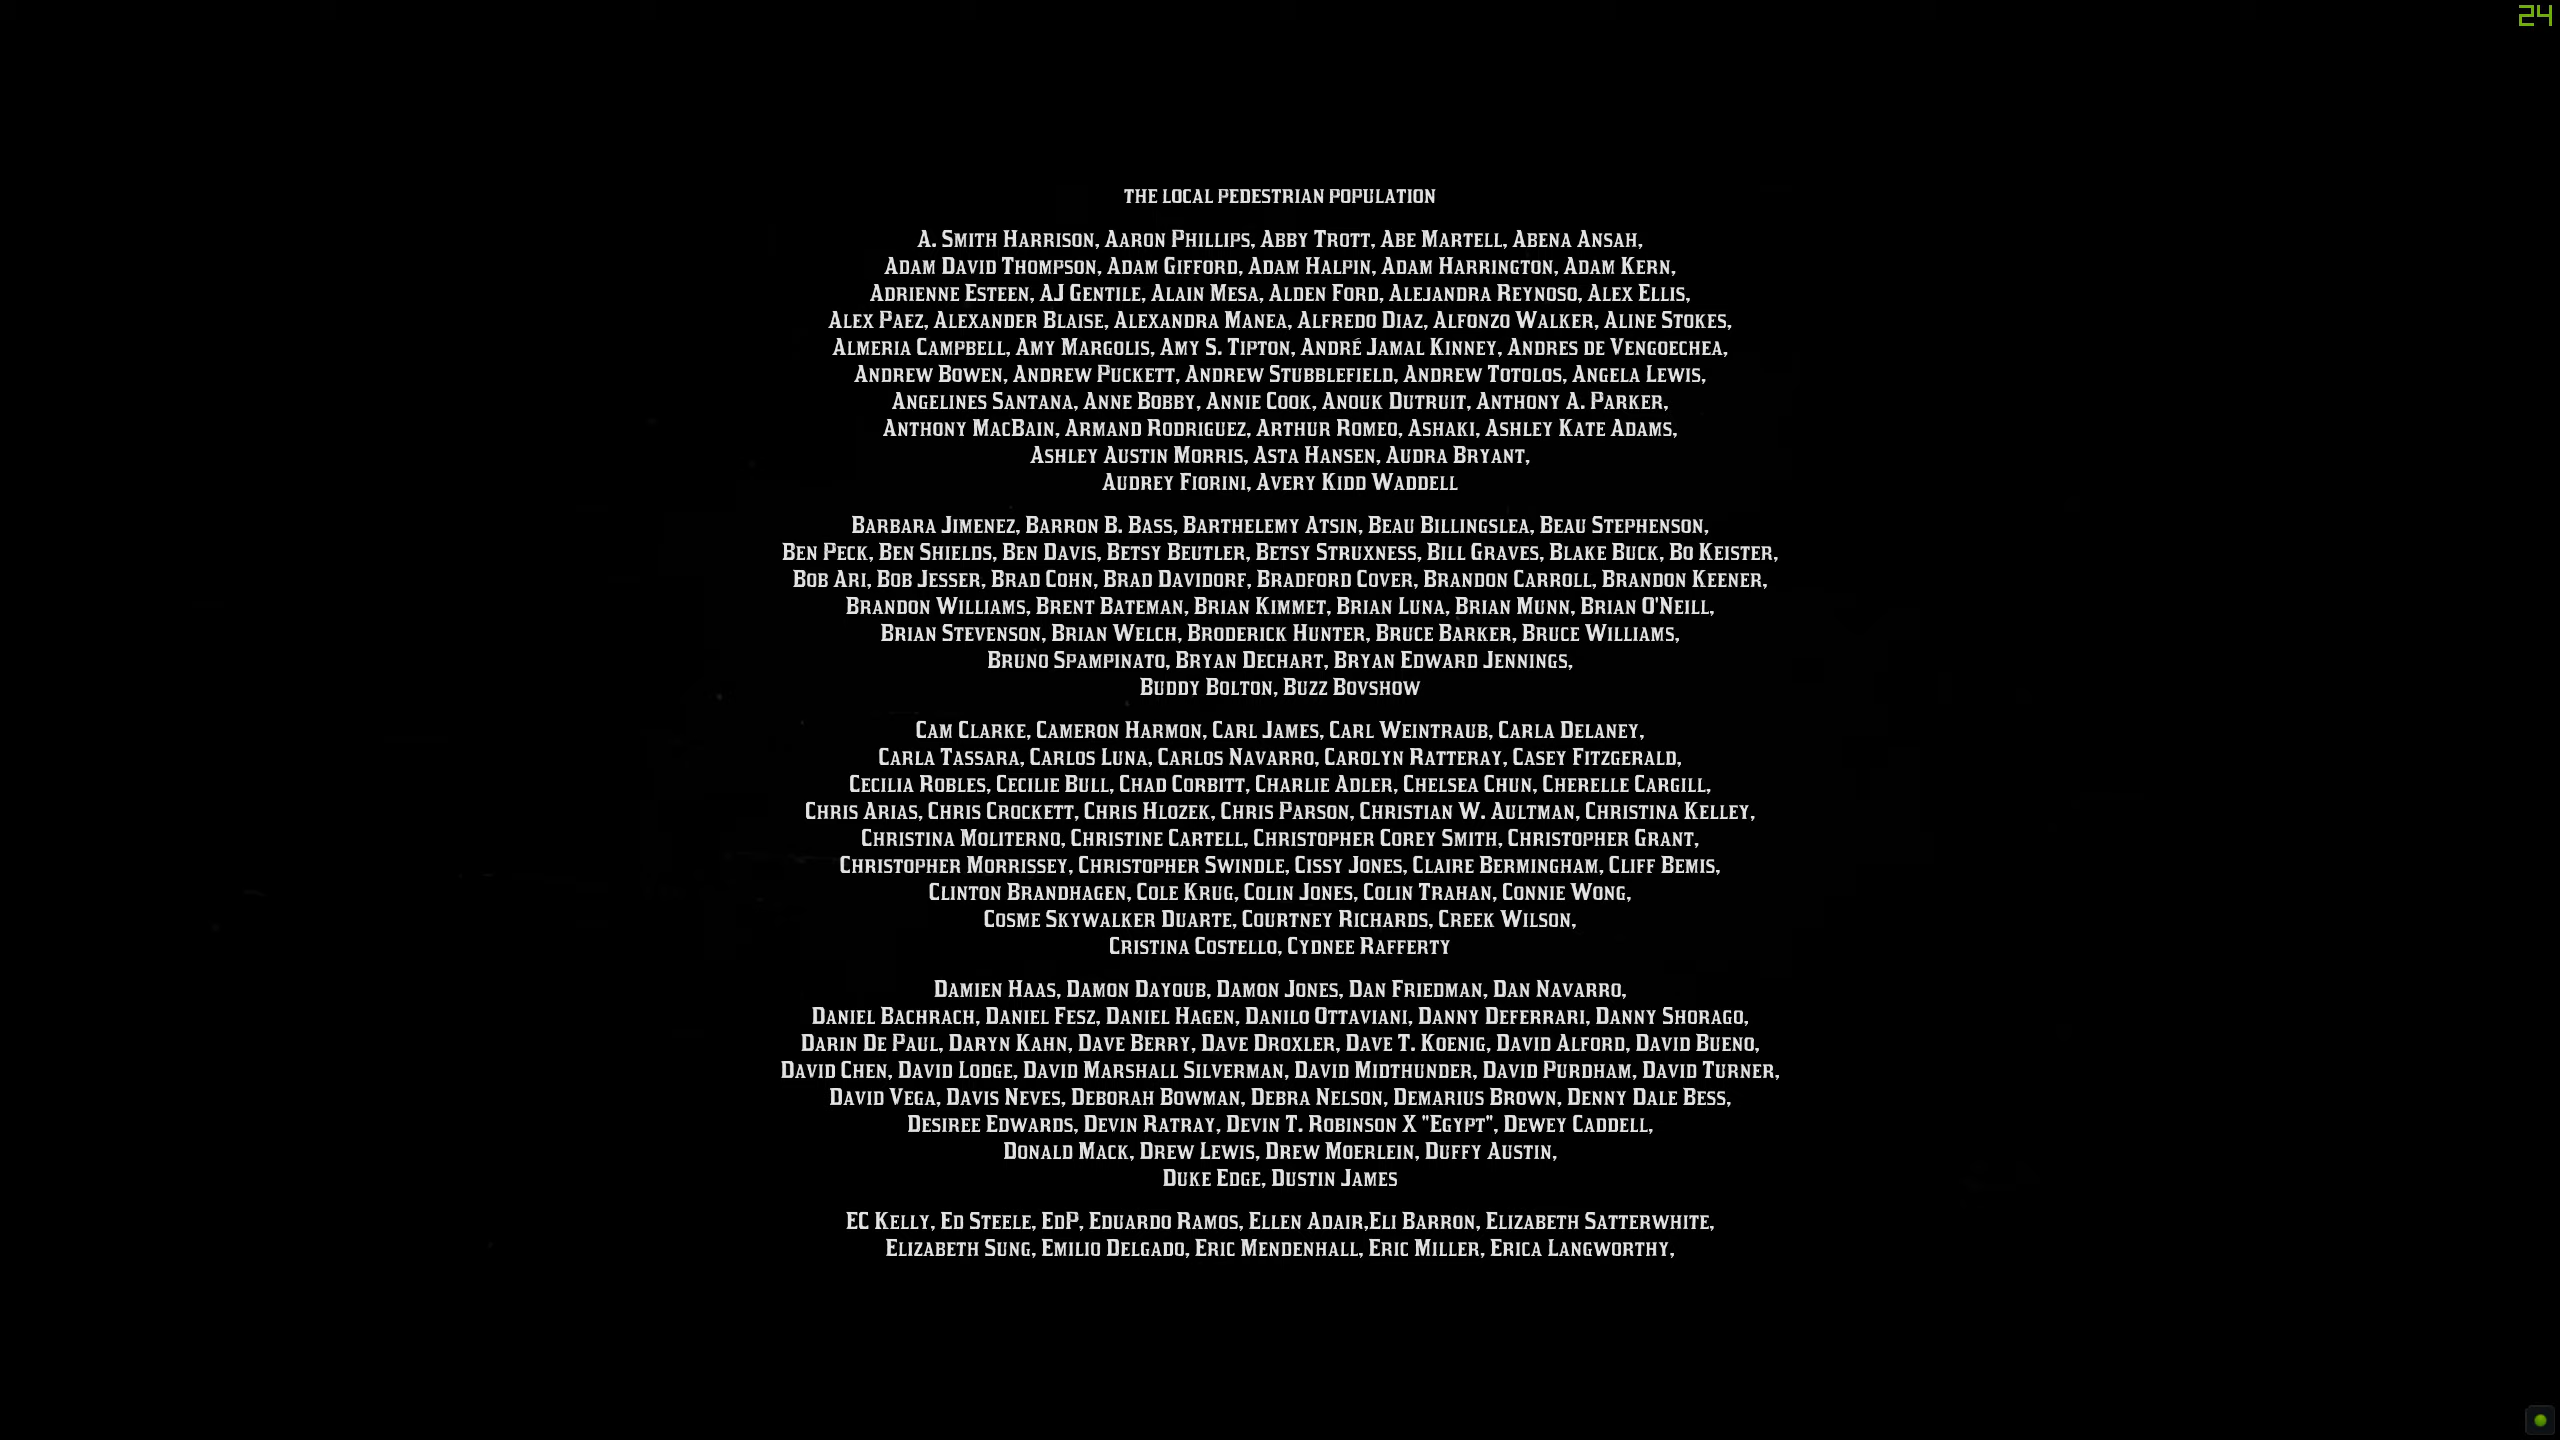 24
THE LOCAL PEDESTRIAN POPULATION
A. Smith Harrison, Aaron Phillips, Abby Trott, Abe Martell, Abena Ansah,
Adam David Thompson, Adam Gifford, Adam Halpin, Adam Harrington, Adam Kern,
Adrienne Esteen, AJ Gentile, Alain Mesa, Alden Ford, Alejandra Reynoso, Alex Ellis,
Alex Paez, Alexander Blaise, Alexandra Manea, Alfredo Diaz, Alfonzo Walker, Aline Stokes,
Almeria Campbell, Amy Margolis, Amy S. Tipton, André Jamal Kinney, Andres de Vengoechea,
Andrew Bowen, Andrew Puckett, Andrew Stubblefield, Andrew Totolos, Angela Lewis,
Angelines Santana, Anne Bobby, Annie Cook, Anouk Dutruit, Anthony A. Parker,
Anthony MacBain, Armand Rodriguez, Arthur Romeo, Ashaki, Ashley Kate Adams,
Ashley Austin Morris, Asta Hansen, Audra Bryant,
Audrey Fiorini, Avery Kidd Waddell
Barbara Jimenez, Barron B. Bass, Barthelemy Atsin, Beau Billingslea, Beau Stephenson,
Ben Peck, Ben Shields, Ben Davis, Betsy Beutler, Betsy Struxness, Bill Graves, Blake Buck, Bo Keister,
Bob Ari, Bob Jesser, Brad Cohn, Brad Davidorf, Bradford Cover, Brandon Carroll, Brandon Keener,
Brandon Williams, Brent Bateman, Brian Kimmet, Brian Luna, Brian Munn, Brian O'Neill,
Brian Stevenson, Brian Welch, Broderick Hunter, Bruce Barker, Bruce Williams,
Bruno Spampinato, Bryan Dechart, Bryan Edward Jennings,
Buddy Bolton, Buzz Bovshow
Cam Clarke, Cameron Harmon, Carl James, Carl Weintraub, Carla Delaney,
Carla Tassara, Carlos Luna, Carlos Navarro, Carolyn Ratteray, Casey Fitzgerald,
Cecilia Robles, Cecilie Bull, Chad Corbitt, Charlie Adler, Chelsea Chun, Cherelle Cargill,
Chris Arias, Chris Crockett, Chris Hlozek, Chris Parson, Christian W. Aultman, Christina Kelley,
Christina Moliterno, Christine Cartell, Christopher Corey Smith, Christopher Grant,
Christopher Morrissey, Christopher Swindle, Cissy Jones, Claire Bermingham, Cliff Bemis,
Clinton Brandhagen, Cole Krug, Colin Jones, Colin Trahan, Connie Wong,
Cosme Skywalker Duarte, Courtney Richards, Creek Wilson,
Cristina Costello, Cydnee Rafferty
Damien Haas, Damon Dayoub, Damon Jones, Dan Friedman, Dan Navarro,
Daniel Bachrach, Daniel Fesz, Daniel Hagen, Danilo Ottaviani, Danny Deferrari, Danny Shorago,
Darin De Paul, Daryn Kahn, Dave Berry, Dave Droxler, Dave T. Koenig, David Alford, David Bueno,
David Chen, David Lodge, David Marshall Silverman, David Midthunder, David Purdham, David Turner,
David Vega, Davis Neves, Deborah Bowman, Debra Nelson, Demarius Brown, Denny Dale Bess,
Desiree Edwards, Devin Ratray, Devin T. Robinson X "Egypt", Dewey Caddell,
Donald Mack, Drew Lewis, Drew Moerlein, Duffy Austin,
Duke Edge, Dustin James
EC Kelly, Ed Steele, EdP, Eduardo Ramos, Ellen Adair,Eli Barron, Elizabeth Satterwhite,
Elizabeth Sung, Emilio Delgado, Eric Mendenhall, Eric Miller, Erica Langworthy,